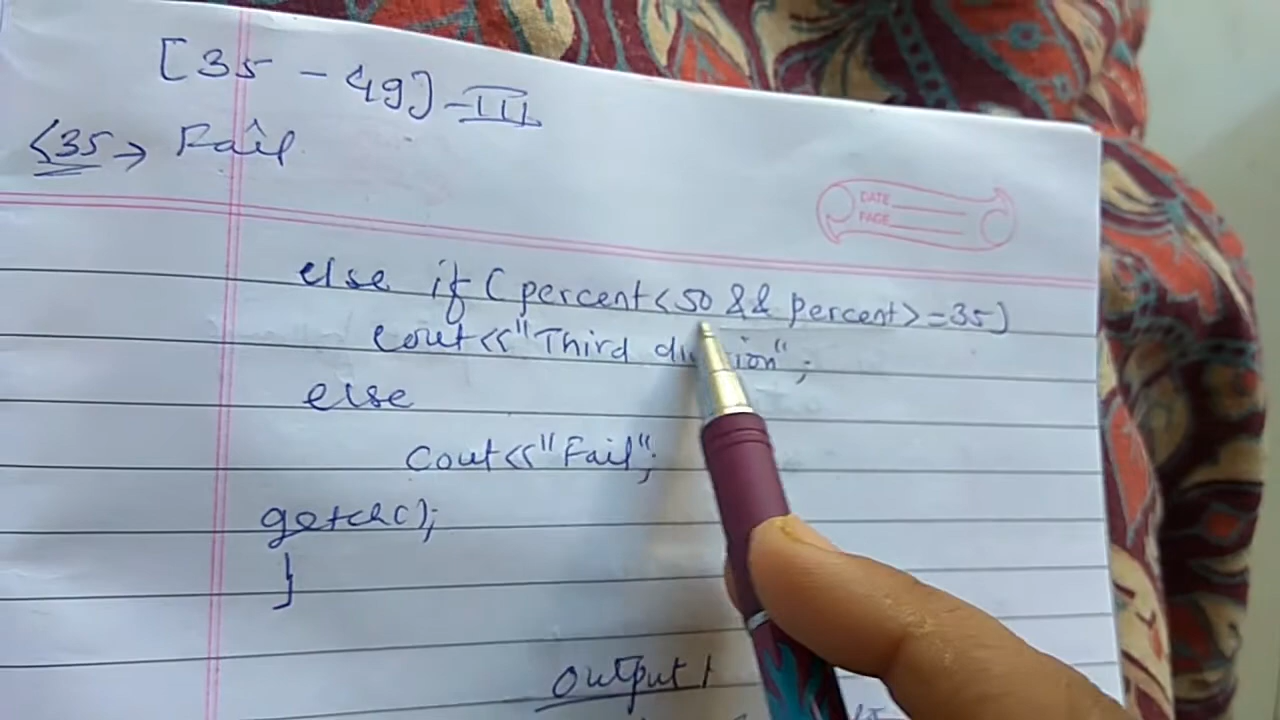 [35 - 49] - III
<35 → Fail
DATE
PAGE
else if ( percent < 50 && percent > = 35)
cout << "Third division";
else
cout << "Fail";
getch();
}
output